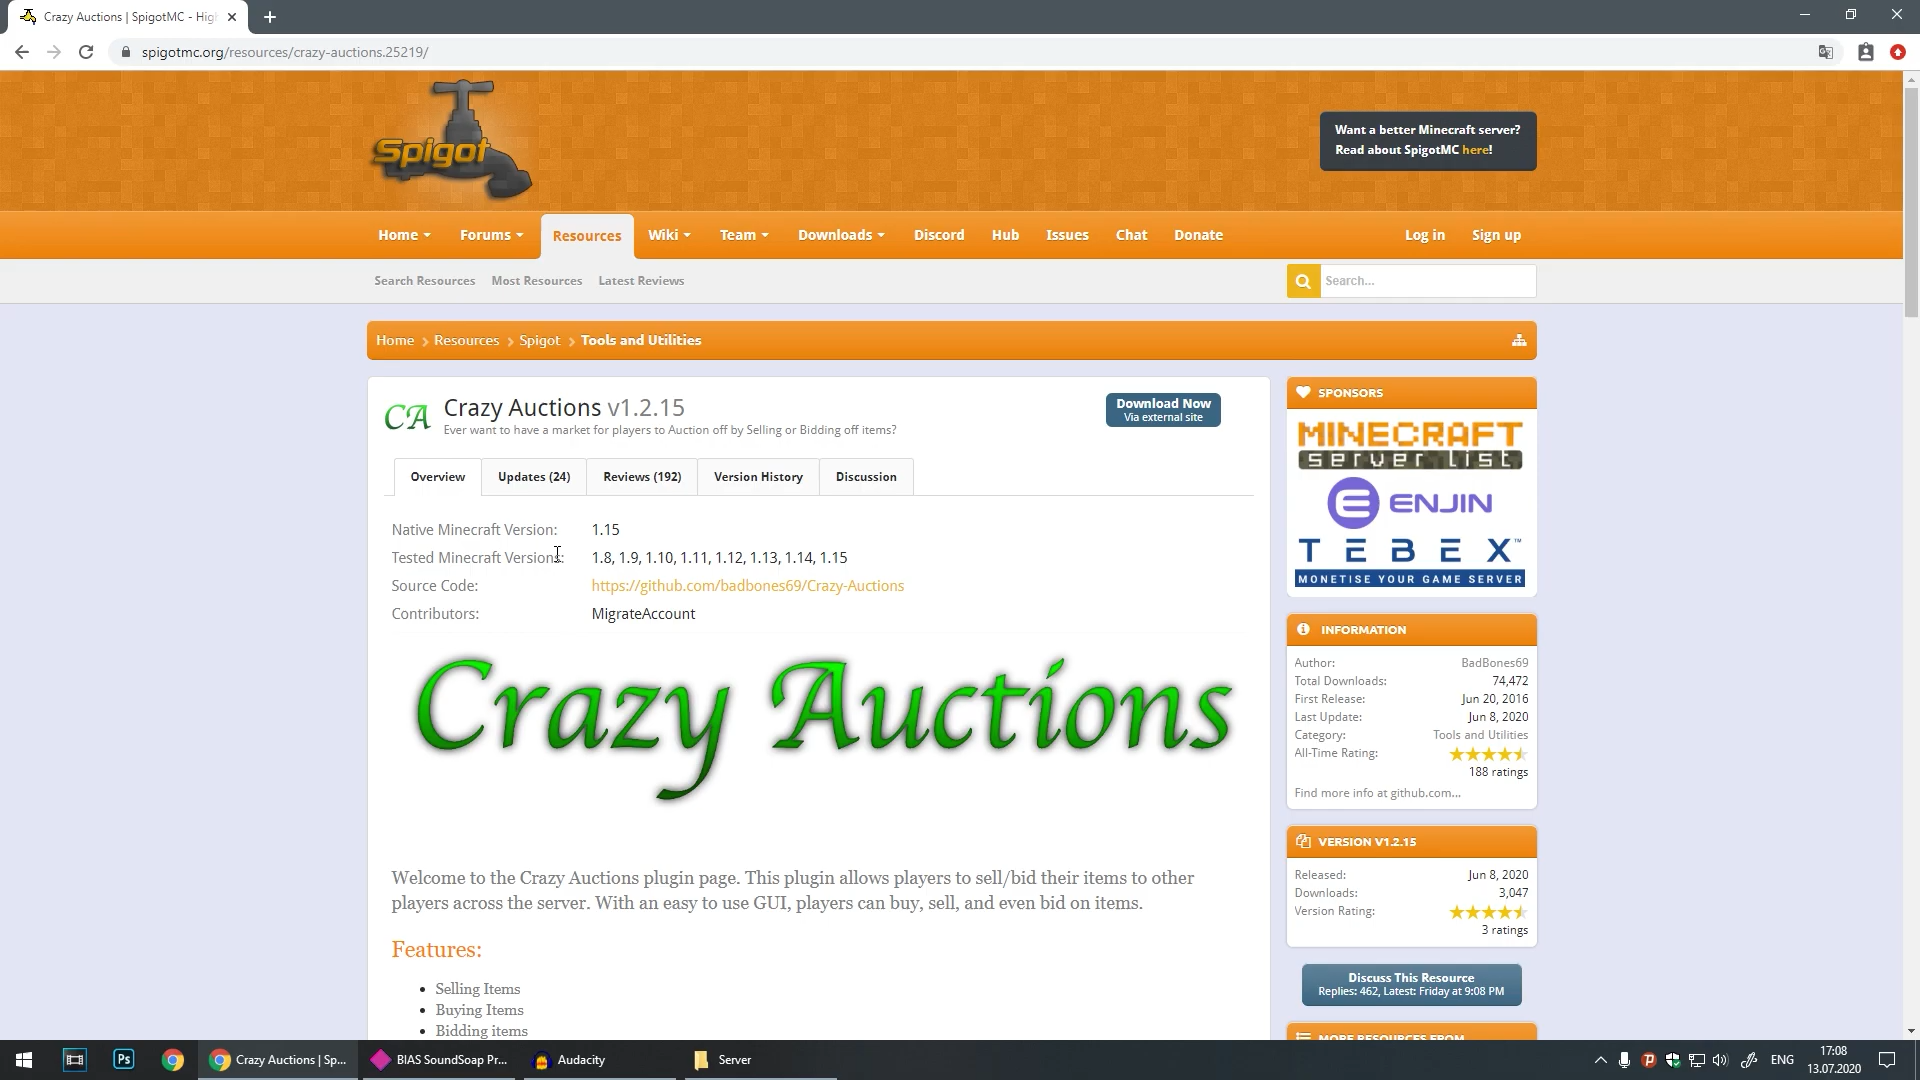 Crazy Auctions | SpigotMC - Hig
spigotmc.org/resources/crazy-auctions.25219/
Spigot
Want a better Minecraft server?
Read about SpigotMC here!
Home Forums Resources Wiki Team Downloads Discord Hub Issues Chat Donate Log in Sign up
Search Resources Most Resources Latest Reviews
Search...
Home Resources Spigot Tools and Utilities
CA
Crazy Auctions v1.2.15
Ever want to have a market for players to Auction off by Selling or Bidding off items?
Download Now
Via external site
Overview Updates (24) Reviews (192) Version History Discussion
Native Minecraft Version: 1.15
Tested Minecraft Versions: 1.8, 1.9, 1.10, 1.11, 1.12, 1.13, 1.14, 1.15
Source Code: https://github.com/badbones69/Crazy-Auctions
Contributors: MigrateAccount
Crazy Auctions
Welcome to the Crazy Auctions plugin page. This plugin allows players to sell/bid their items to other
players across the server. With an easy to use GUI, players can buy, sell, and even bid on items.
Features:
• Selling Items
• Buying Items
• Bidding items
SPONSORS
MINECRAFT
server list
ENJIN
TEBEX™
MONETISE YOUR GAME SERVER
INFORMATION
Author: BadBones69
Total Downloads: 74,472
First Release: Jun 20, 2016
Last Update: Jun 8, 2020
Category: Tools and Utilities
All-Time Rating:
188 ratings
Find more info at github.com...
VERSION V1.2.15
Released: Jun 8, 2020
Downloads: 3,047
Version Rating:
3 ratings
Discuss This Resource
Replies: 462, Latest: Friday at 9:08 PM
MORE RESOURCES FROM
Ps
Crazy Auctions | Sp...
BIAS SoundSoap Pr...
Audacity
Server
ENG
17:08
13.07.2020